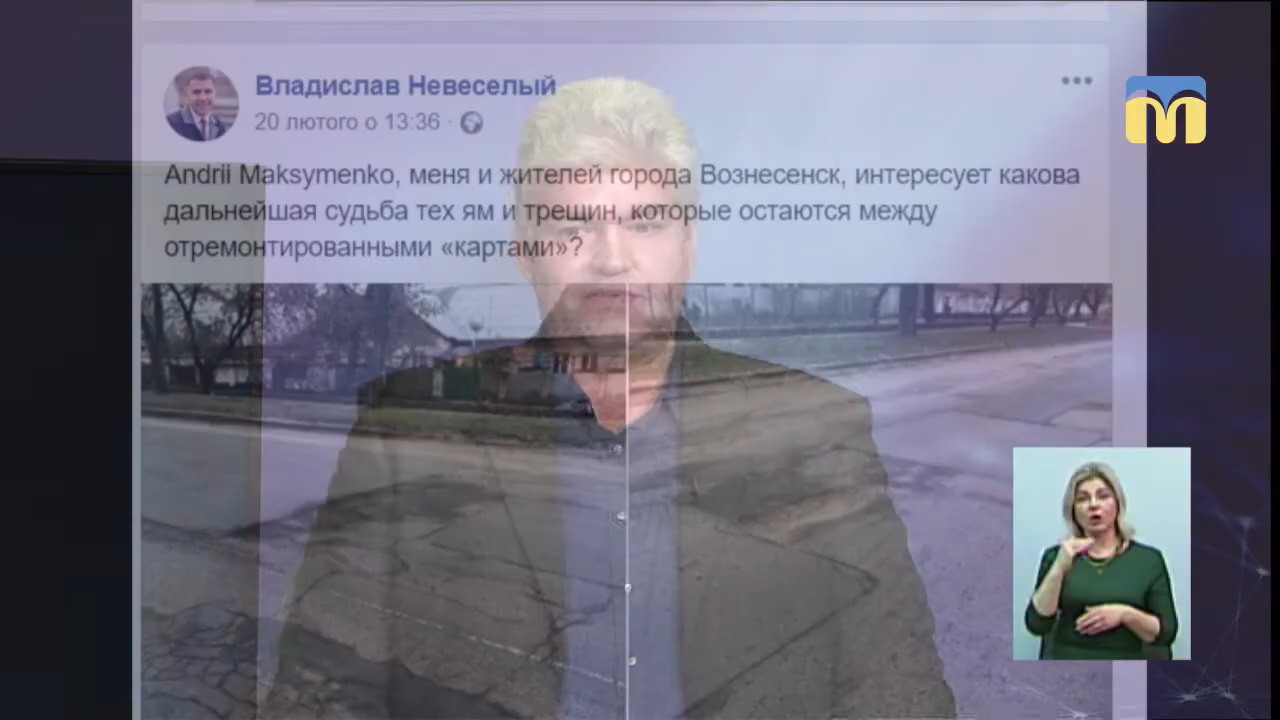 Владислав Невеселый
20 лютого о 13:36 ·
Andrii Maksymenko, меня и жителей города Вознесенск, интересует какова
дальнейшая судьба тех ям и трещин, которые остаются между
отремонтированными «картами»?